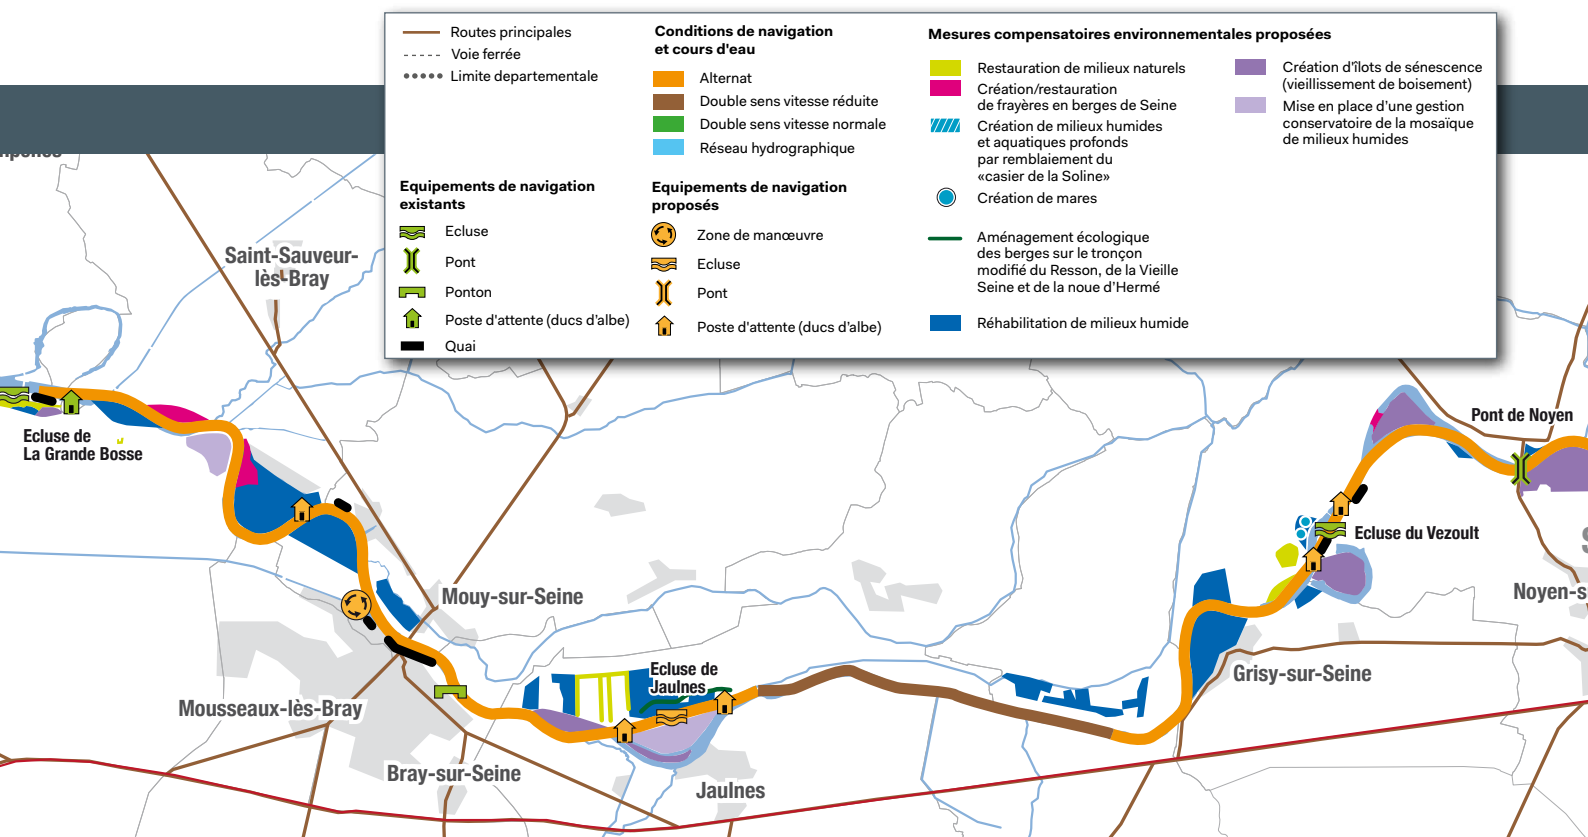 Routes principales
Voie ferrée
Limite departementale
Equipements de navigation
existants
Ecluse
Pont
Ponton
Poste d'attente (ducs d'albe)
Quai
Conditions de navigation
et cours d'eau
Alternat
Double sens vitesse réduite
Double sens vitesse normale
Réseau hydrographique
Equipements de navigation
proposés
Zone de manœuvre
Ecluse
Pont
Poste d'attente (ducs d'albe)
Mesures compensatoires environnementales proposées
Restauration de milieux naturels
Création/restauration
de frayères en berges de Seine
Création de milieux humides
et aquatiques profonds
par remblaiement du
«casier de la Soline»
Création de mares
Aménagement écologique
des berges sur le tronçon
modifié du Resson, de la Vieille
Seine et de la noue d'Hermé
Réhabilitation de milieux humide
Création d'îlots de sénescence
(vieillissement de boisement)
Mise en place d'une gestion
conservatoire de la mosaïque
de milieux humides
Saint-Sauveur-
lès-Bray
Ecluse de
La Grande Bosse
Mouy-sur-Seine
Mousseaux-lès-Bray
Bray-sur-Seine
Ecluse de
Jaulnes
Jaulnes
Grisy-sur-Seine
Ecluse du Vezoult
Pont de Noyen
Noyen-s